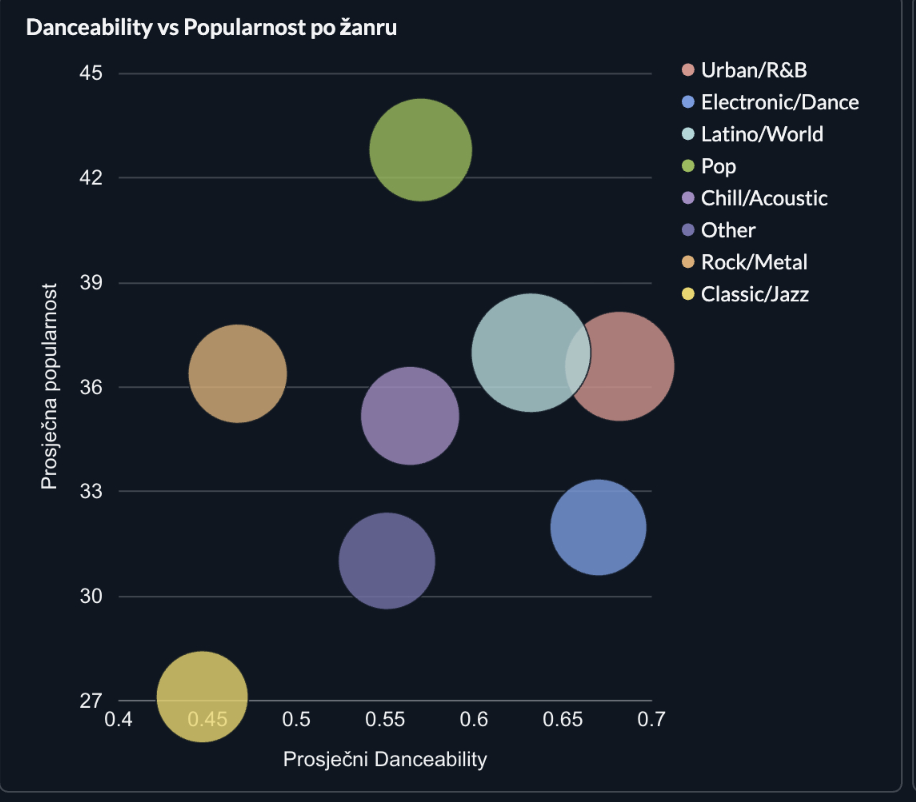 Danceability vs Popularnost po žanru
45
42
39
36
33
30
27
Prosječna popularnost
0.4 0.45 0.5 0.55 0.6 0.65 0.7
Prosječni Danceability
Urban/R&B
Electronic/Dance
Latino/World
Pop
Chill/Acoustic
Other
Rock/Metal
Classic/Jazz